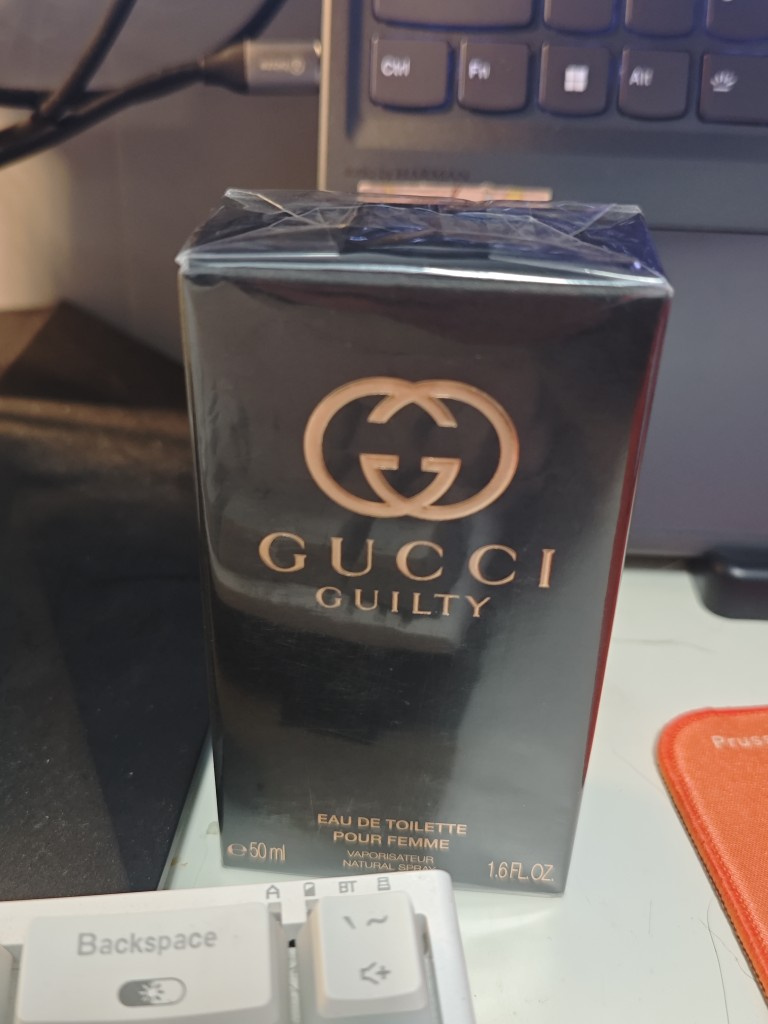 Ctrl
Fn
Alt
GUCCI
GUILTY
EAU DE TOILETTE
POUR FEMME
VAPORISATEUR
NATURAL SPRAY
℮ 50 ml
1.6 FL. OZ.
A
BT
Backspace
Pruss